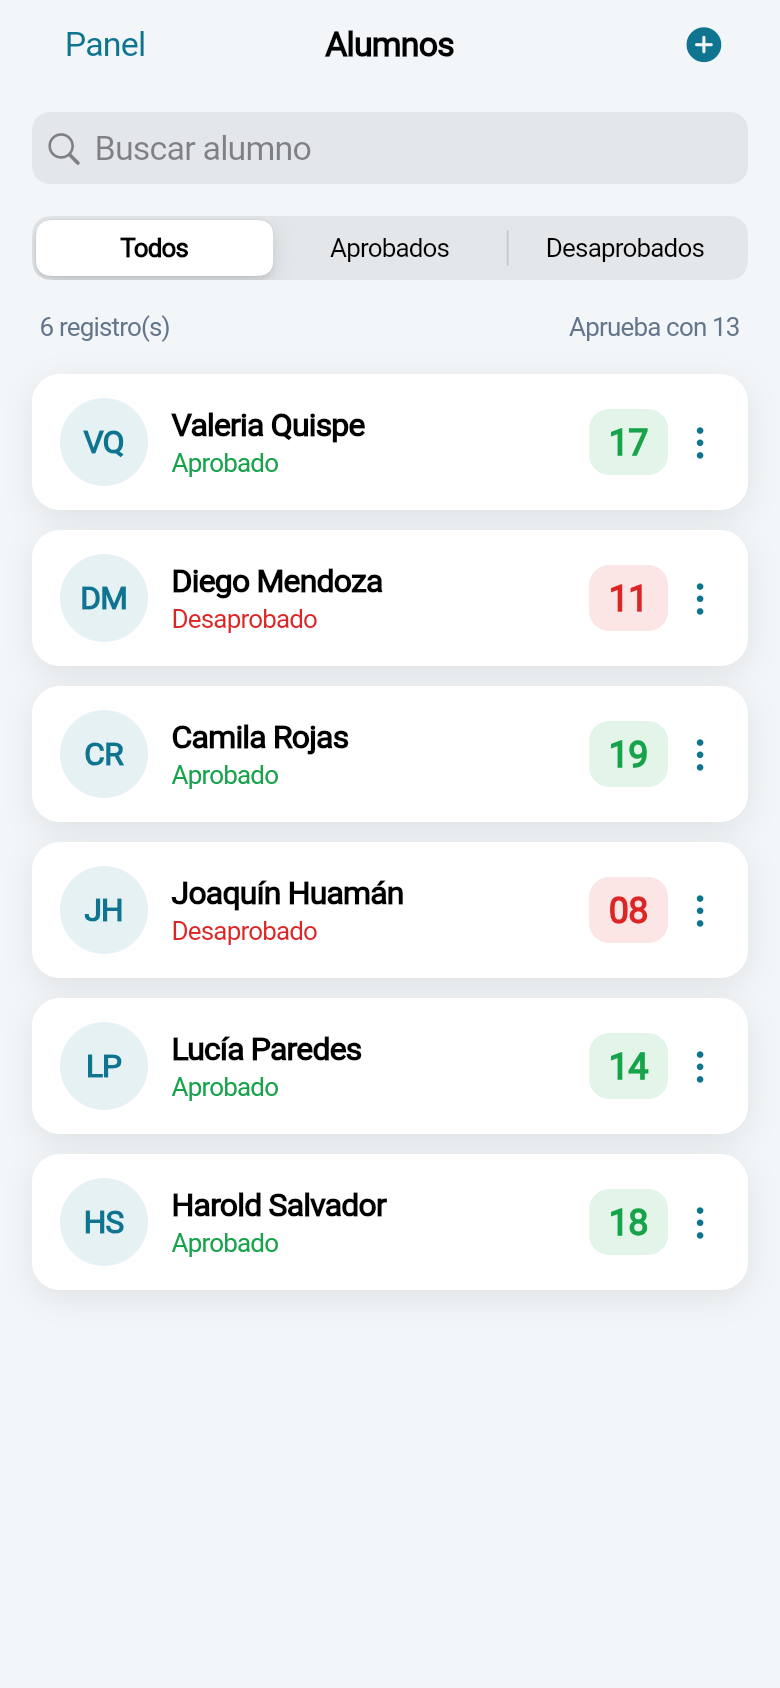 Panel
Alumnos
Buscar alumno
Todos
Aprobados
Desaprobados
6 registro(s)
Aprueba con 13
VQ
Valeria Quispe
Aprobado
17
DM
Diego Mendoza
Desaprobado
11
CR
Camila Rojas
Aprobado
19
JH
Joaquín Huamán
Desaprobado
08
LP
Lucía Paredes
Aprobado
14
HS
Harold Salvador
Aprobado
18